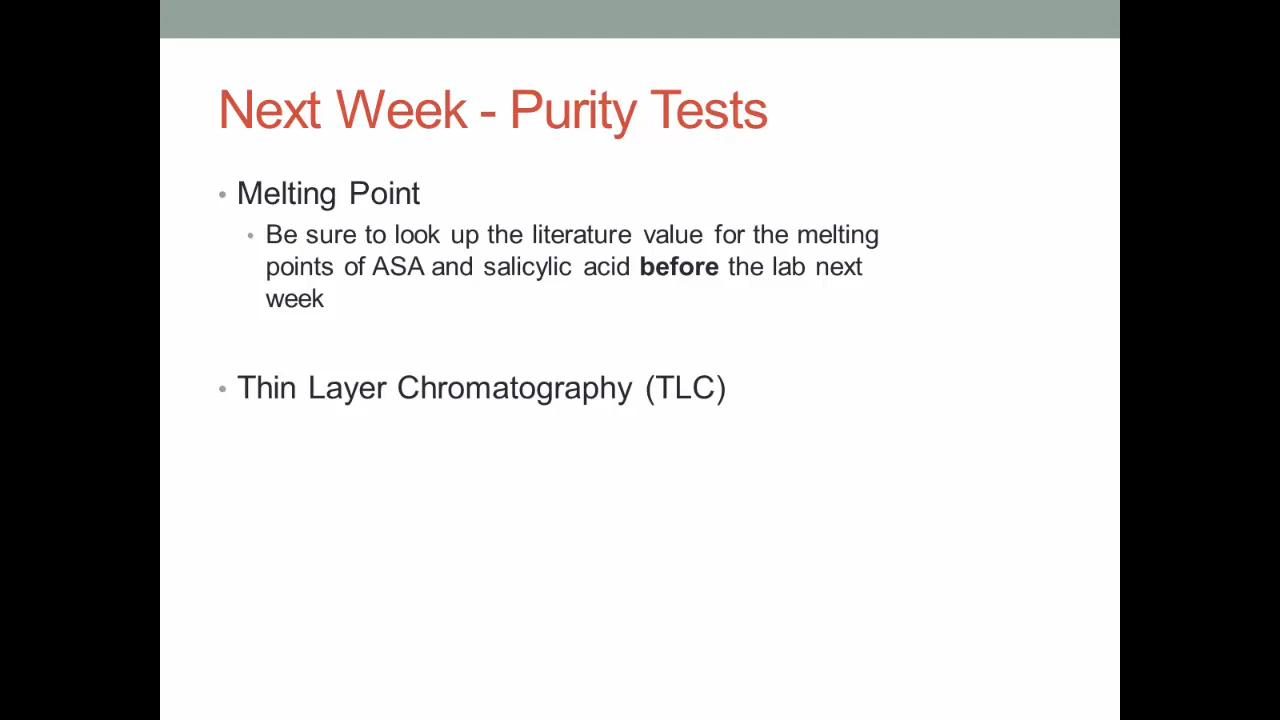 Next Week - Purity Tests
• Melting Point
• Be sure to look up the literature value for the melting
points of ASA and salicylic acid before the lab next
week
• Thin Layer Chromatography (TLC)